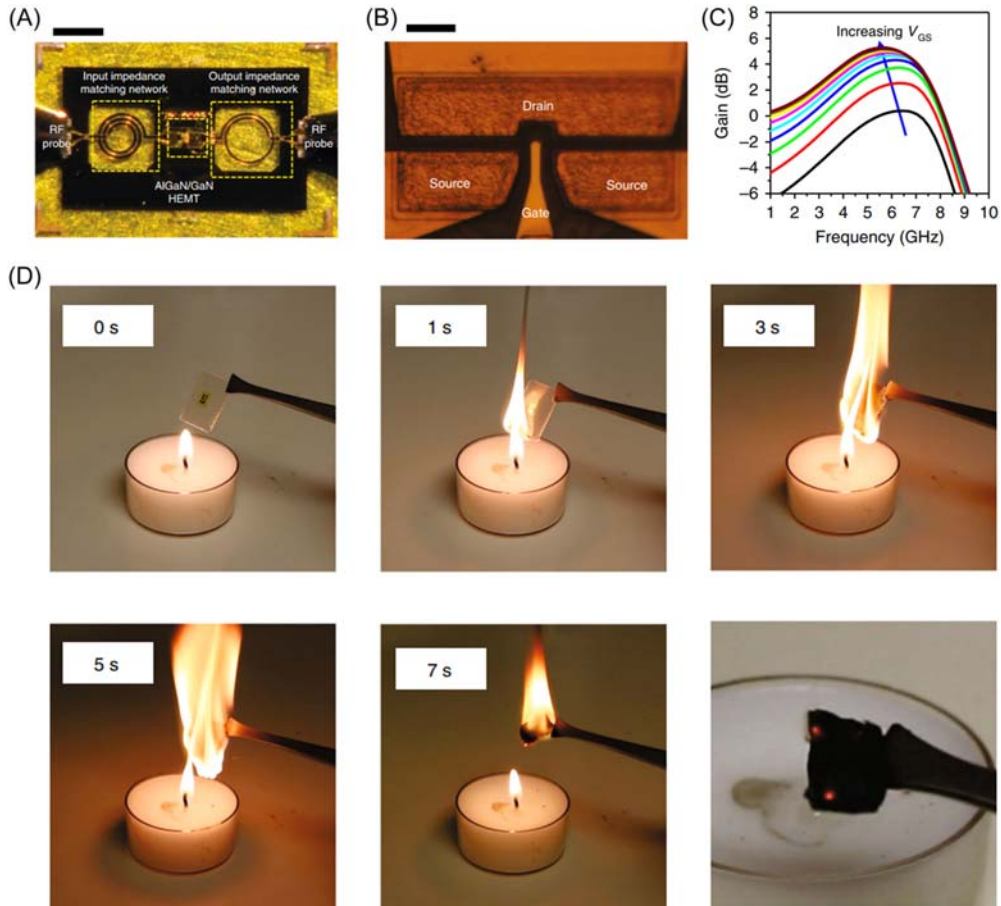 (A)
Input impedance
matching network
Output impedance
matching network
RF
probe
RF
probe
AlGaN/GaN
HEMT
(B)
Drain
Source
Source
Gate
(C)
Increasing V_GS
Gain (dB)
8
6
4
2
0
−2
−4
−6
1 2 3 4 5 6 7 8 9 10
Frequency (GHz)
(D)
0 s
1 s
3 s
5 s
7 s